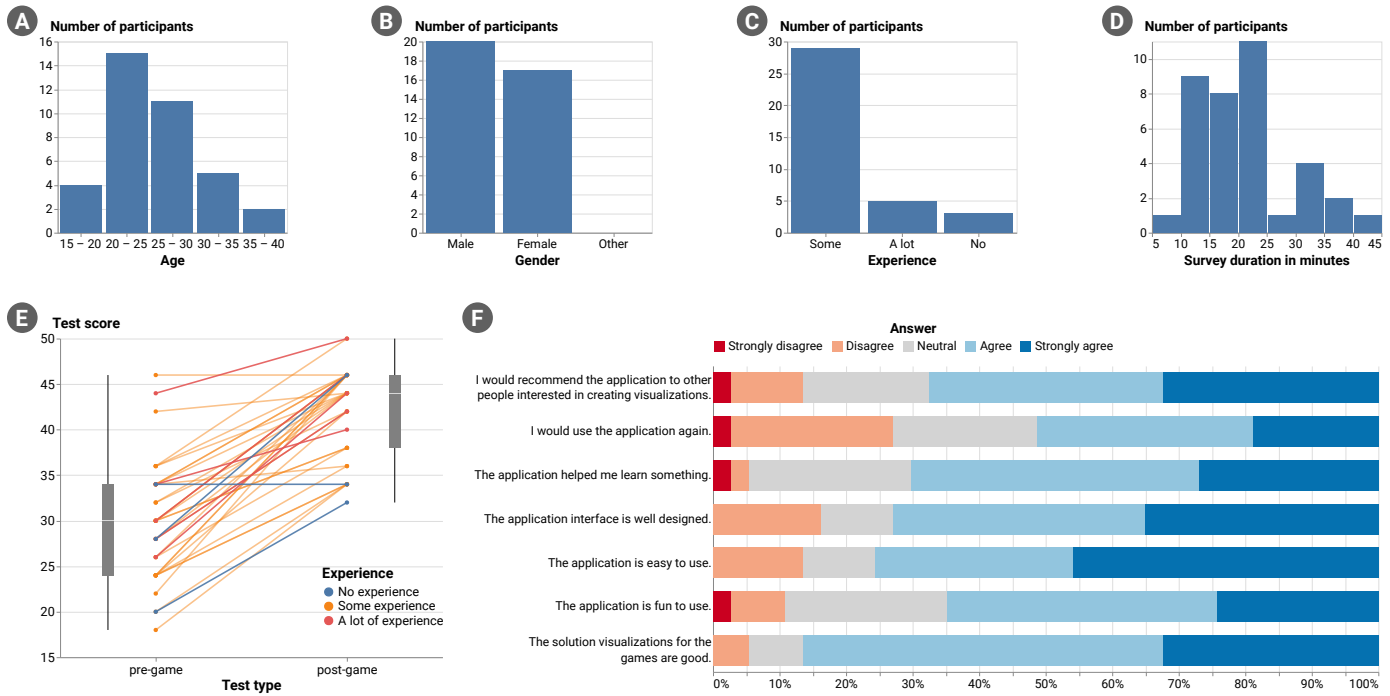 A
Number of participants
16
14
12
10
8
6
4
2
0
15 – 20 20 – 25 25 – 30 30 – 35 35 – 40
Age
B
Number of participants
20
18
16
14
12
10
8
6
4
2
0
Male Female Other
Gender
C
Number of participants
30
25
20
15
10
5
0
Some A lot No
Experience
D
Number of participants
10
8
6
4
2
0
5 10 15 20 25 30 35 40 45
Survey duration in minutes
E
Test score
50
45
40
35
30
25
20
15
Experience
No experience
Some experience
A lot of experience
pre-game post-game
Test type
F
Answer
Strongly disagree Disagree Neutral Agree Strongly agree
I would recommend the application to other
people interested in creating visualizations.
I would use the application again.
The application helped me learn something.
The application interface is well designed.
The application is easy to use.
The application is fun to use.
The solution visualizations for the
games are good.
0% 10% 20% 30% 40% 50% 60% 70% 80% 90% 100%